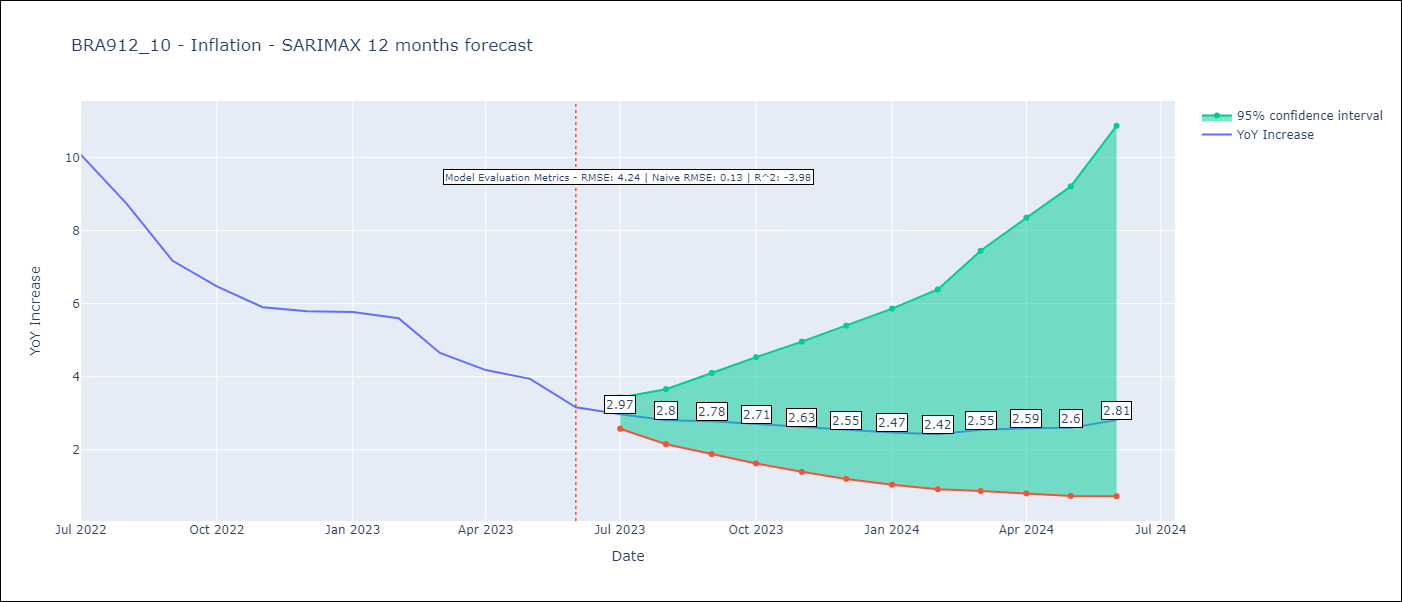 BRA912_10 - Inflation - SARIMAX 12 months forecast
95% confidence interval
YoY Increase
Model Evaluation Metrics - RMSE: 4.24 | Naive RMSE: 0.13 | R^2: -3.98
YoY Increase
10
8
6
4
2
2.97
2.8
2.78
2.71
2.63
2.55
2.47
2.42
2.55
2.59
2.6
2.81
Jul 2022
Oct 2022
Jan 2023
Apr 2023
Jul 2023
Oct 2023
Jan 2024
Apr 2024
Jul 2024
Date